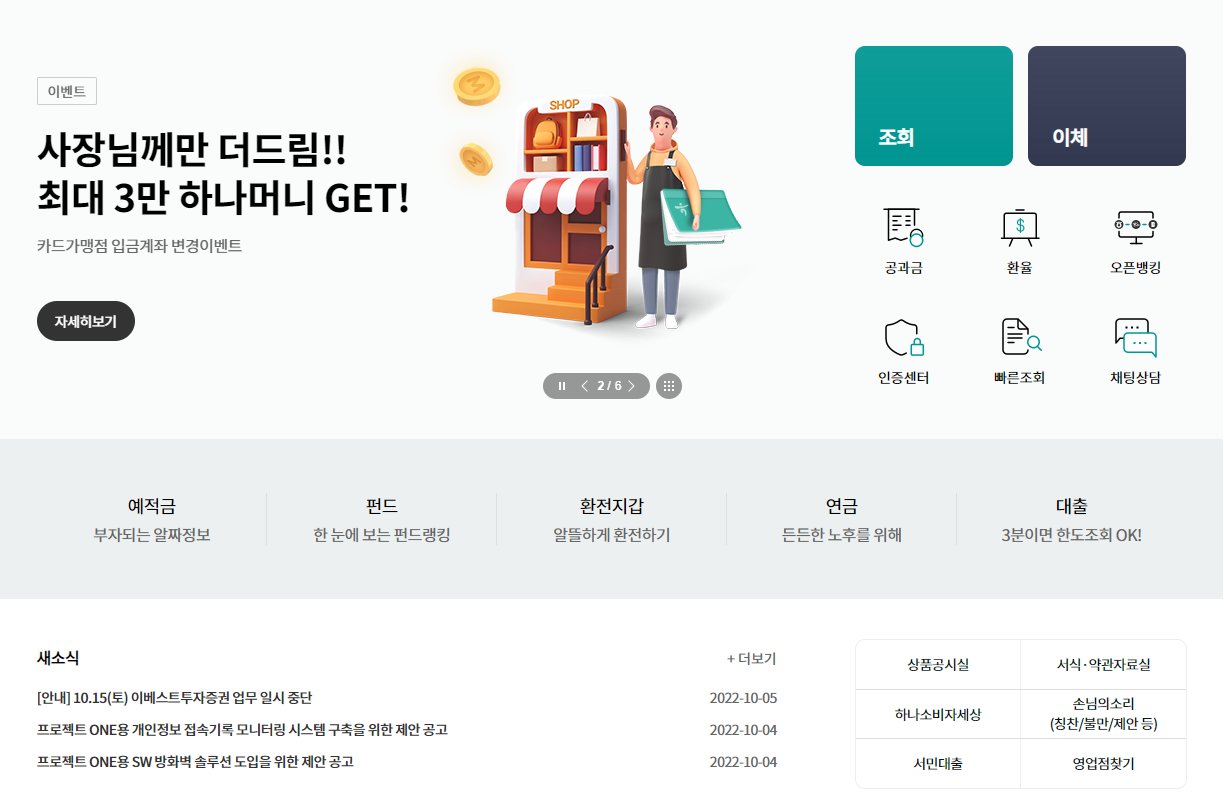 이벤트
사장님께만 더드림!!
최대 3만 하나머니 GET!
카드가맹점 입금계좌 변경이벤트
자세히보기
SHOP
2 / 6
조회
이체
공과금
환율
오픈뱅킹
인증센터
빠른조회
채팅상담
예적금
부자되는 알짜정보
펀드
한 눈에 보는 펀드랭킹
환전지갑
알뜰하게 환전하기
연금
든든한 노후를 위해
대출
3분이면 한도조회 OK!
새소식
+ 더보기
[안내] 10.15(토) 이베스트투자증권 업무 일시 중단 2022-10-05
프로젝트 ONE용 개인정보 접속기록 모니터링 시스템 구축을 위한 제안 공고 2022-10-04
프로젝트 ONE용 SW 방화벽 솔루션 도입을 위한 제안 공고 2022-10-04
상품공시실
서식·약관자료실
하나소비자세상
손님의소리
(칭찬/불만/제안 등)
서민대출
영업점찾기